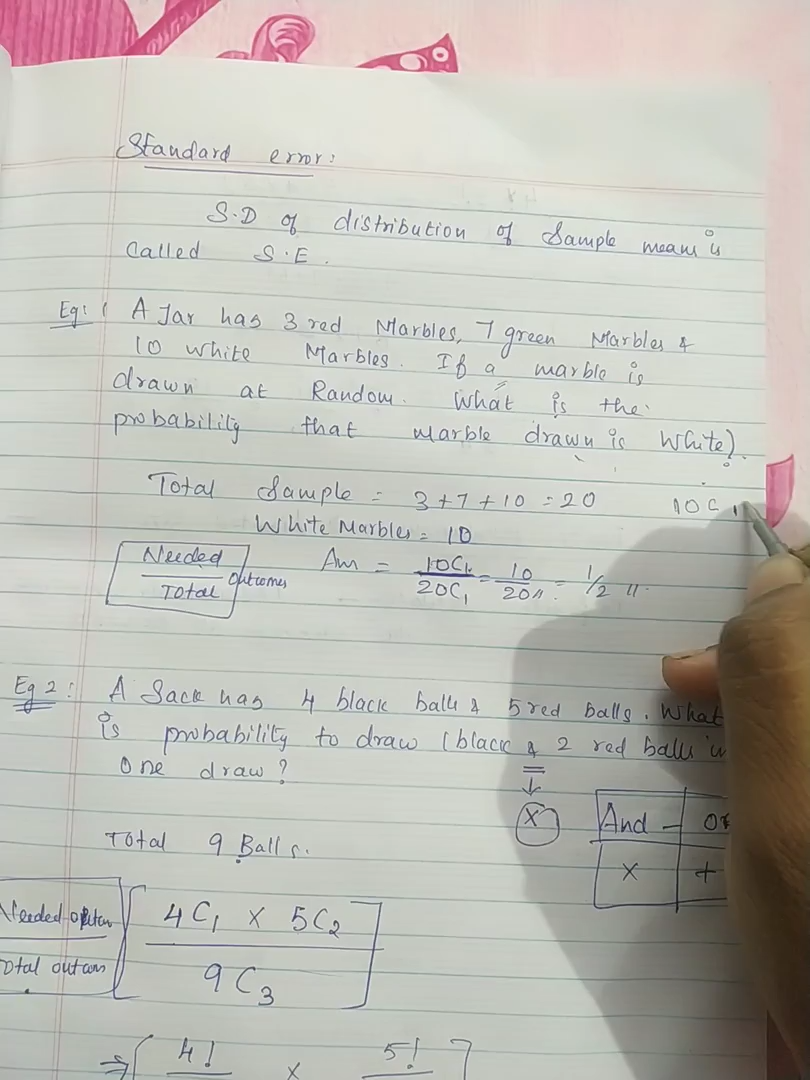 Standard error:
S.D of distribution of Sample means is
Called S.E.
Eg: 1 A Jar has 3 red Marbles, 7 green Marbles &
10 white Marbles. If a marble is
drawn at Random. What is the
probability that marble drawn is White?
Total Sample = 3+7+10 = 20 10C1
White Marbles = 10
Needed
Total
Outcomes
Ans = 10C1 = 10 = 1/2 11.
20C1 20
Eg 2: A Sack has 4 black balls & 5 red balls. What
is probability to draw 1 black & 2 red balls in
One draw?
X
And - or
X +
Total 9 Balls.
Needed
4C1 X 5C2
Total
9C3
=> 4! X 5!